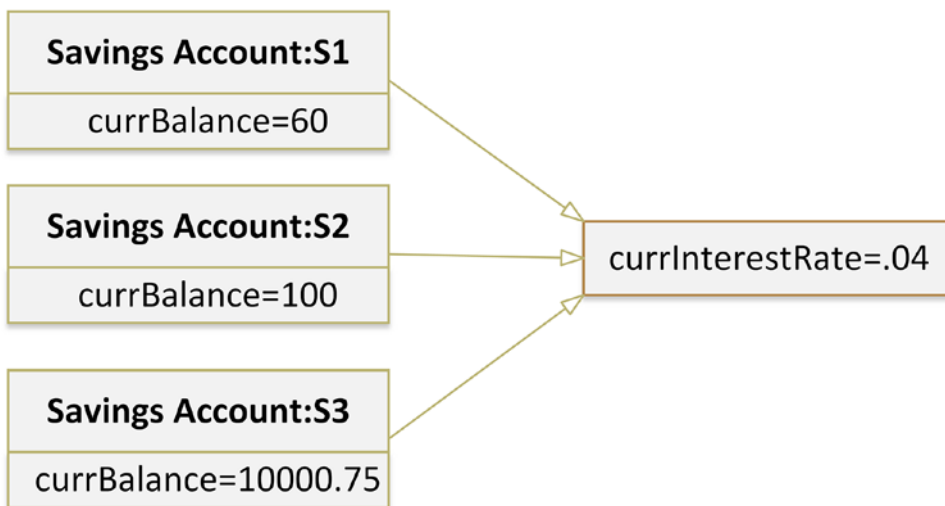 Savings Account:S1
currBalance=60
Savings Account:S2
currBalance=100
currInterestRate=.04
Savings Account:S3
currBalance=10000.75